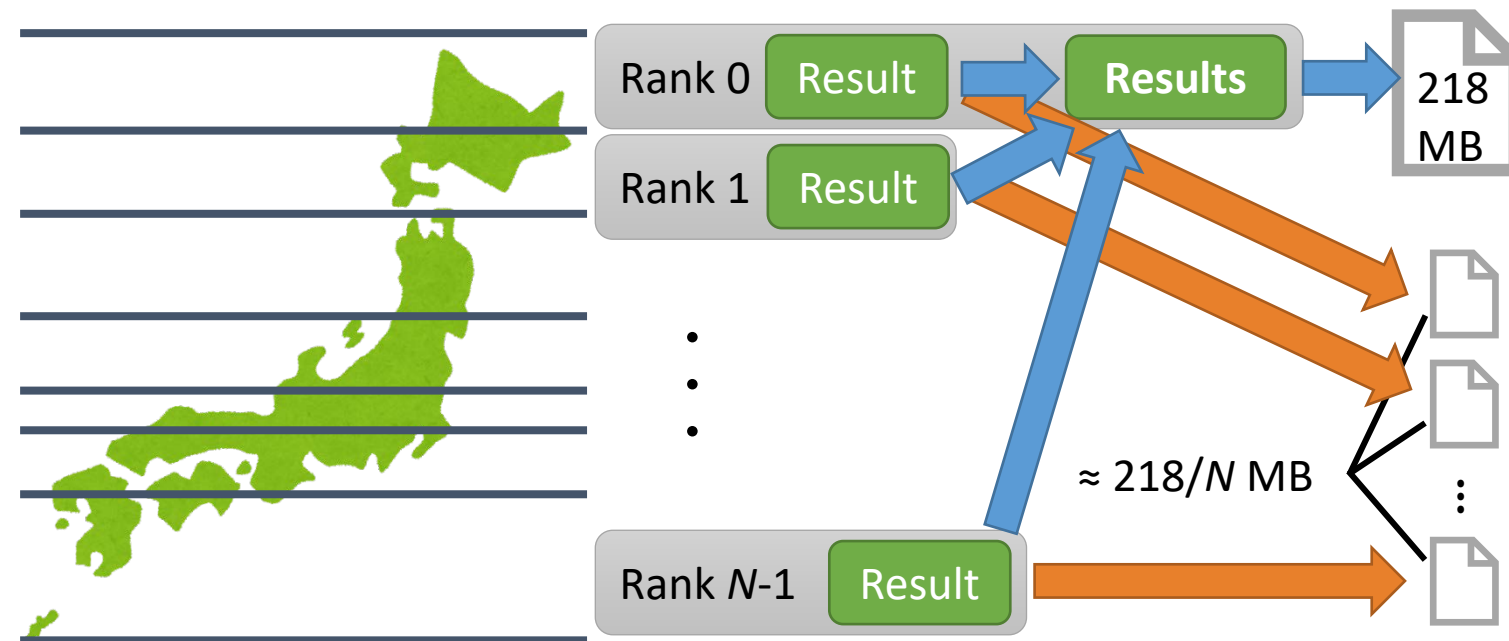 Rank 0 Result Results
218
MB
Rank 1 Result
≈ 218/N MB
Rank N-1 Result